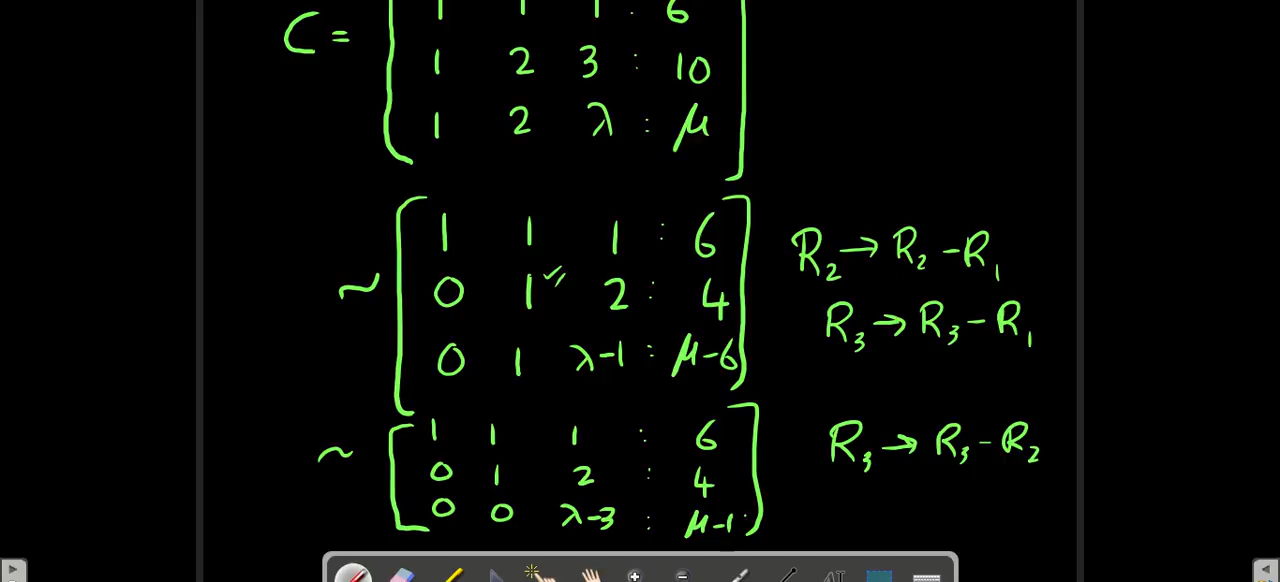 1 1 1 : 6
C = 1 2 3 : 10
1 2 λ : μ
~ 1 1 1 : 6 R₂ → R₂ - R₁
0 1 2 : 4 R₃ → R₃ - R₁
0 1 λ-1 : μ-6
~ 1 1 1 : 6 R₃ → R₃ - R₂
0 1 2 : 4
0 0 λ-3 : μ-1